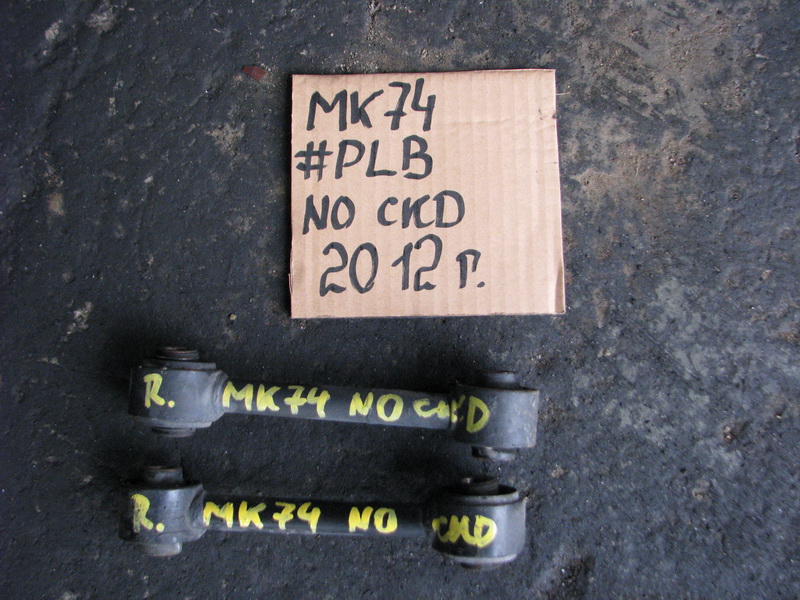 MK74
#PLB
NO CKD
2012 г.
R. MK74 NO CKD
R. MK74 NO CKD